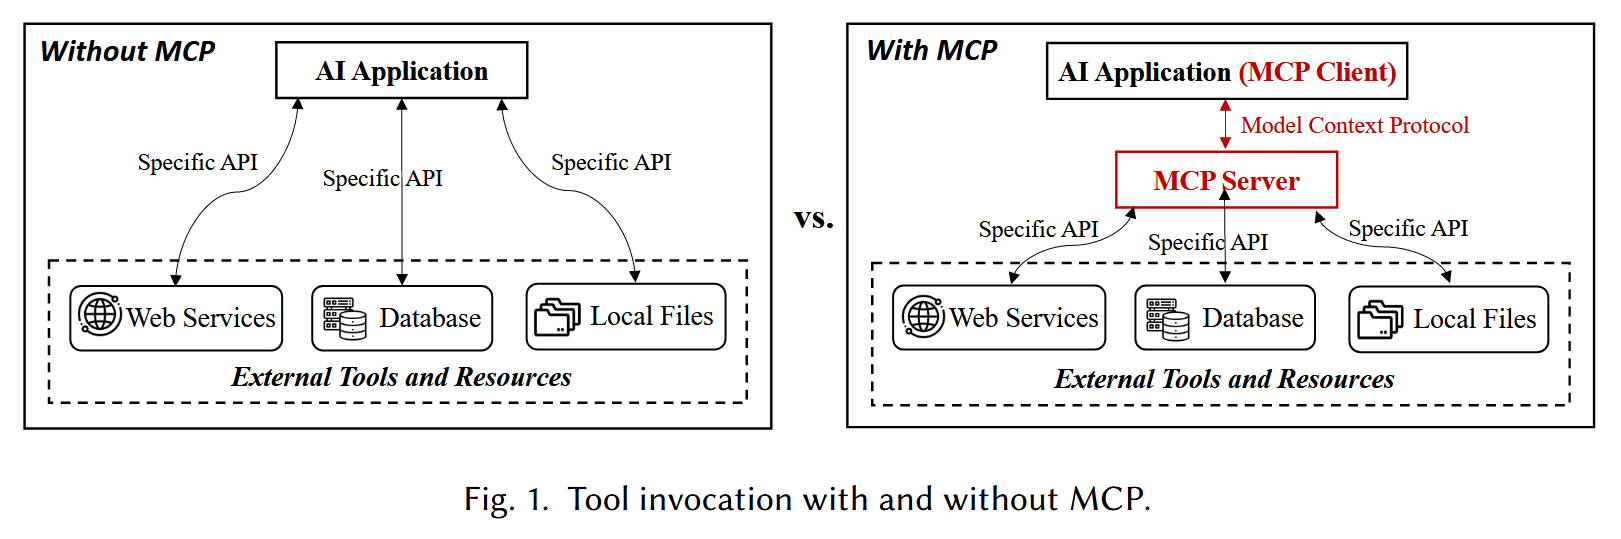 Without MCP
AI Application
Specific API
Specific API
Specific API
Web Services
Database
Local Files
External Tools and Resources
vs.
With MCP
AI Application (MCP Client)
Model Context Protocol
MCP Server
Specific API
Specific API
Specific API
Web Services
Database
Local Files
External Tools and Resources
Fig. 1. Tool invocation with and without MCP.